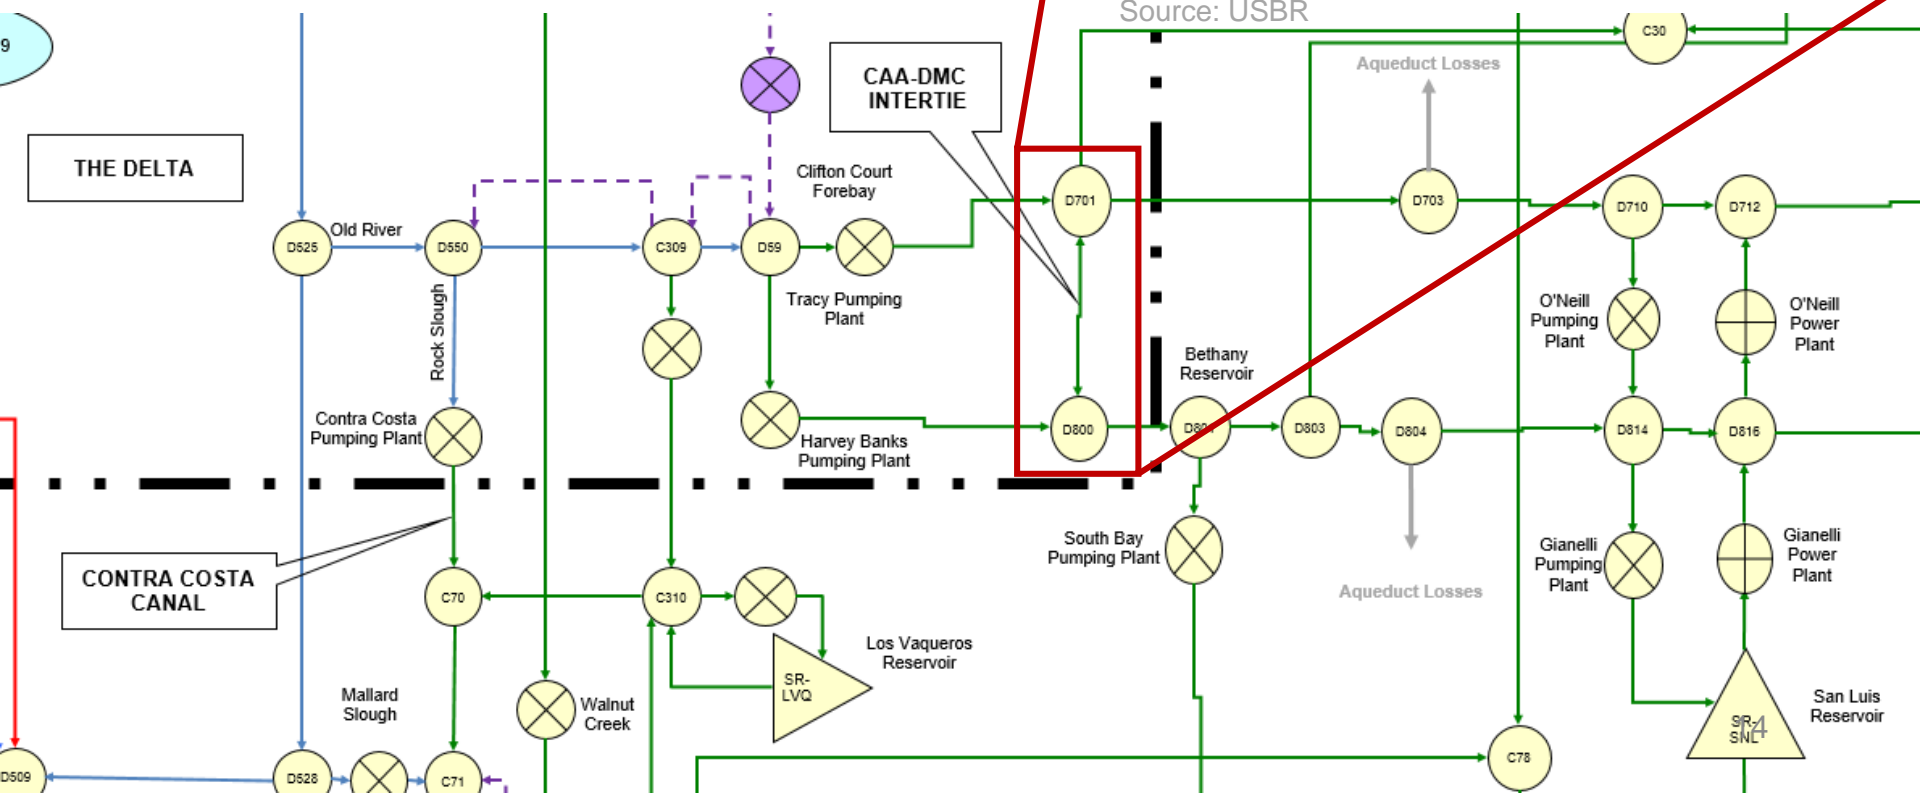 Source: USBR
9
C30
CAA-DMC
INTERTIE
Aqueduct Losses
THE DELTA
Clifton Court
Forebay
D701
D703
D710
D712
Old River
D525
D550
C309
D59
Rock Slough
Tracy Pumping
Plant
O'Neill
Pumping
Plant
O'Neill
Power
Plant
Bethany
Reservoir
Contra Costa
Pumping Plant
Harvey Banks
Pumping Plant
D800
D803
D804
D814
D816
South Bay
Pumping Plant
Gianelli
Pumping
Plant
Gianelli
Power
Plant
CONTRA COSTA
CANAL
C70
C310
Aqueduct Losses
Los Vaqueros
Reservoir
SR-
LVQ
Mallard
Slough
Walnut
Creek
San Luis
Reservoir
SR-
SNL
D509
D528
C71
C78